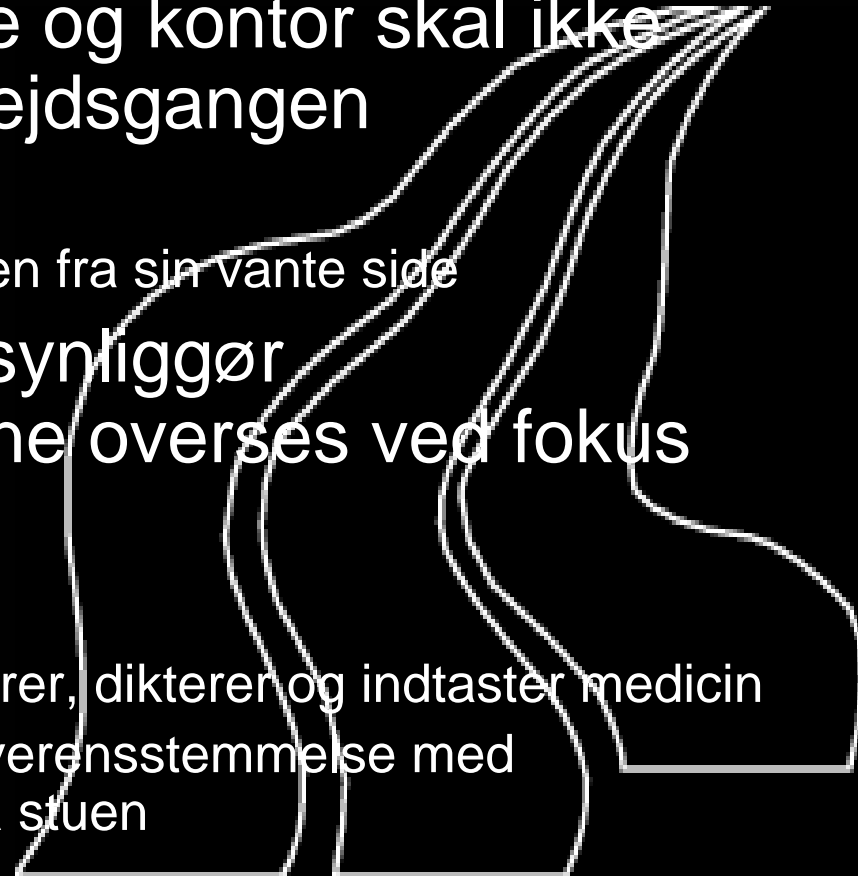 e og kontor skal ikke
ejdsgangen
en fra sin vante side
synliggør
ne overses ved fokus
rer, dikterer og indtaster medicin
verensstemmelse med
stuen